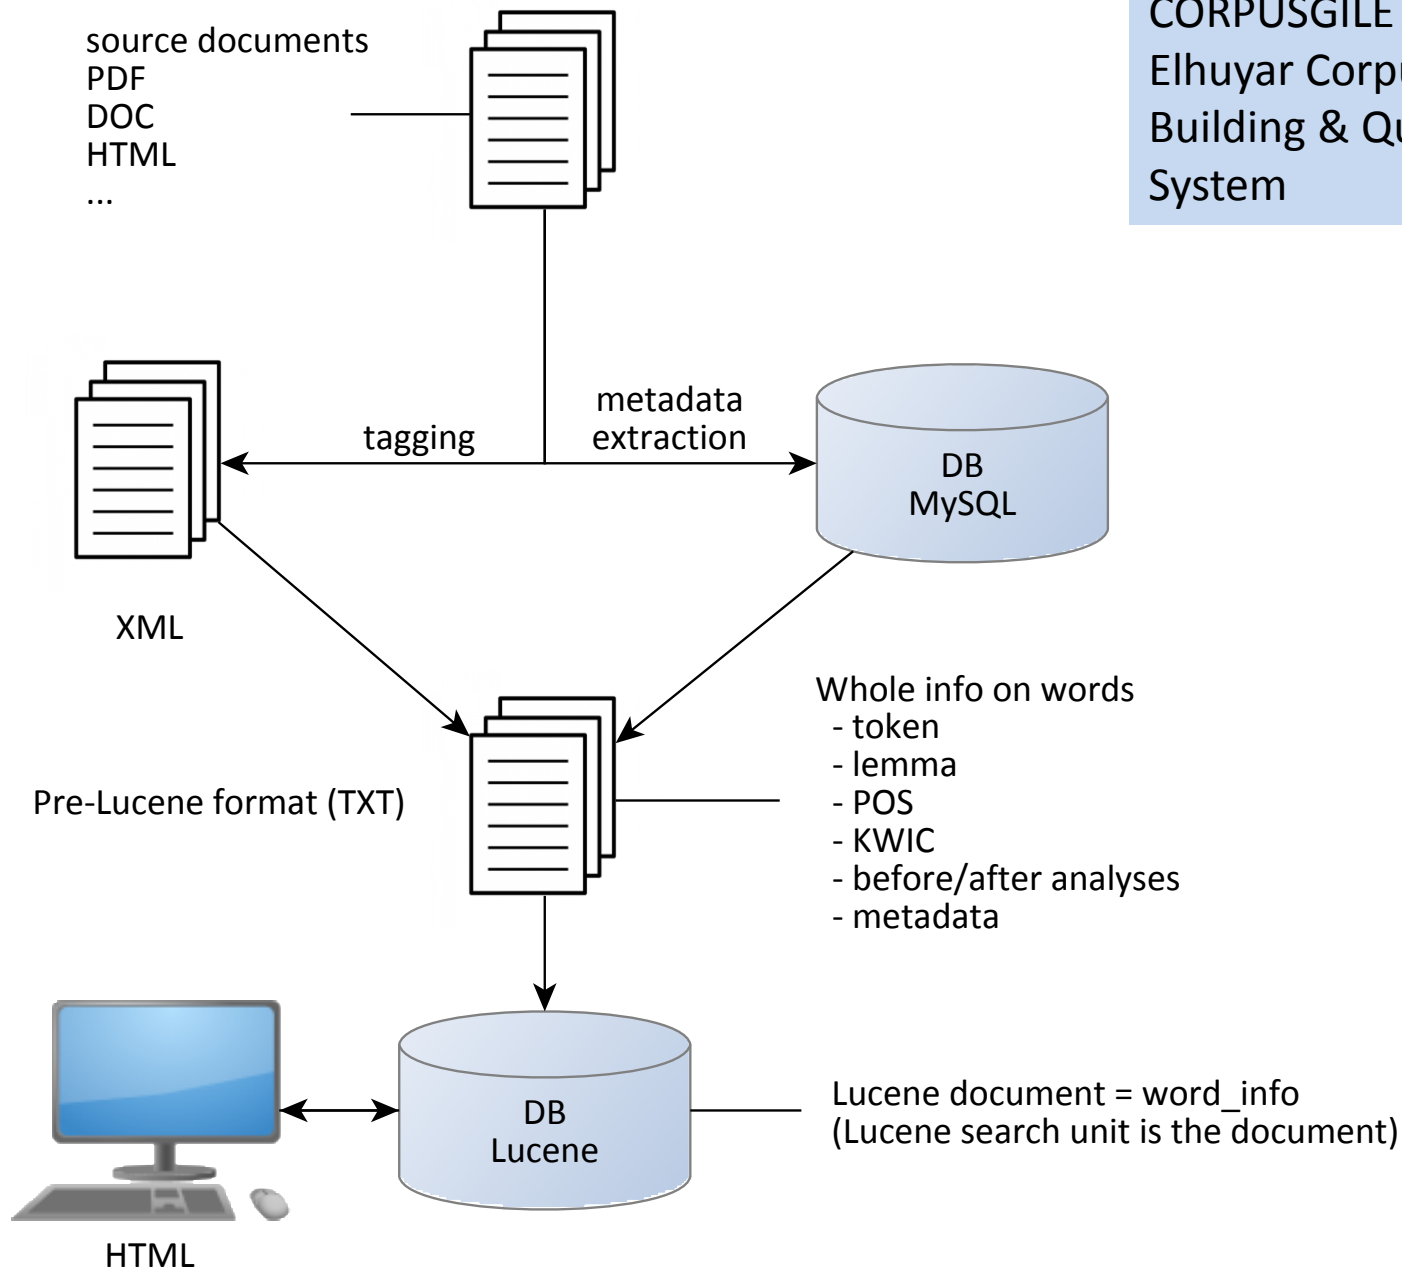 source documents
PDF
DOC
HTML
...
CORPUSGILE
Elhuyar
Building &
System
metadata
extraction
tagging
DB
MySQL
XML
Whole info on words
- token
- lemma
- POS
- KWIC
- before/after analyses
- metadata
Pre-Lucene format (TXT)
DB
Lucene
Lucene document = word_info
(Lucene search unit is the document)
HTML